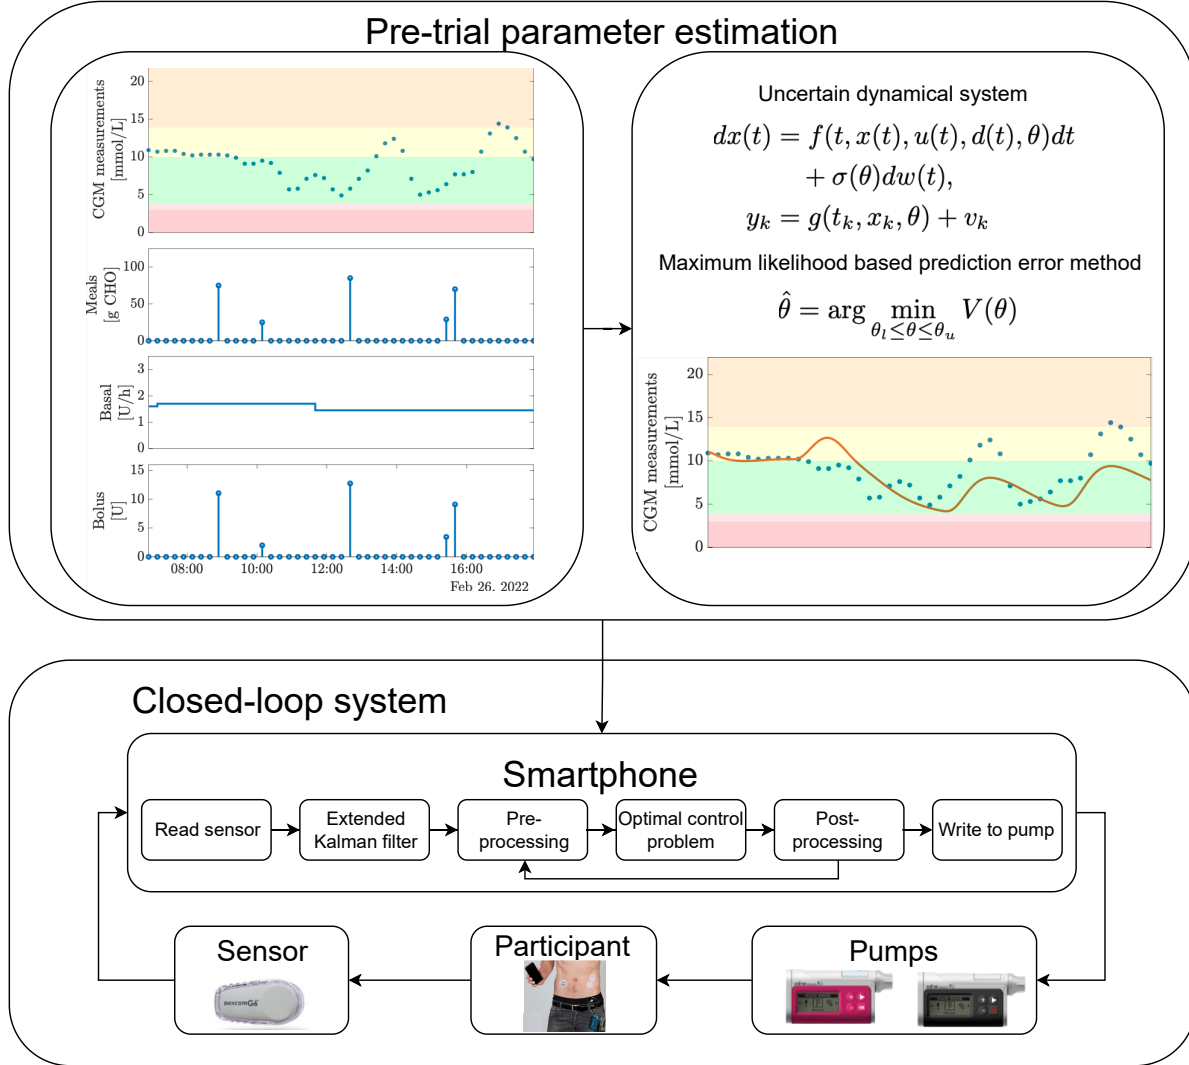 Pre-trial parameter estimation
CGM measurements
[mmol/L]
20
15
10
5
0
Meals
[g CHO]
100
50
0
Basal
[U/h]
3
2
1
0
Bolus
[U]
15
10
5
0
08:00 10:00 12:00 14:00 16:00
Feb 26, 2022
Uncertain dynamical system
dx(t) = f(t, x(t), u(t), d(t), θ)dt
+ σ(θ)dw(t),
y_k = g(t_k, x_k, θ) + v_k
Maximum likelihood based prediction error method
θ̂ = arg min V(θ)
θ_l≤θ≤θ_u
CGM measurements
[mmol/L]
20
15
10
5
0
Closed-loop system
Smartphone
Read sensor
Extended
Kalman filter
Pre-
processing
Optimal control
problem
Post-
processing
Write to pump
Sensor
dexcomG6
Participant
Pumps